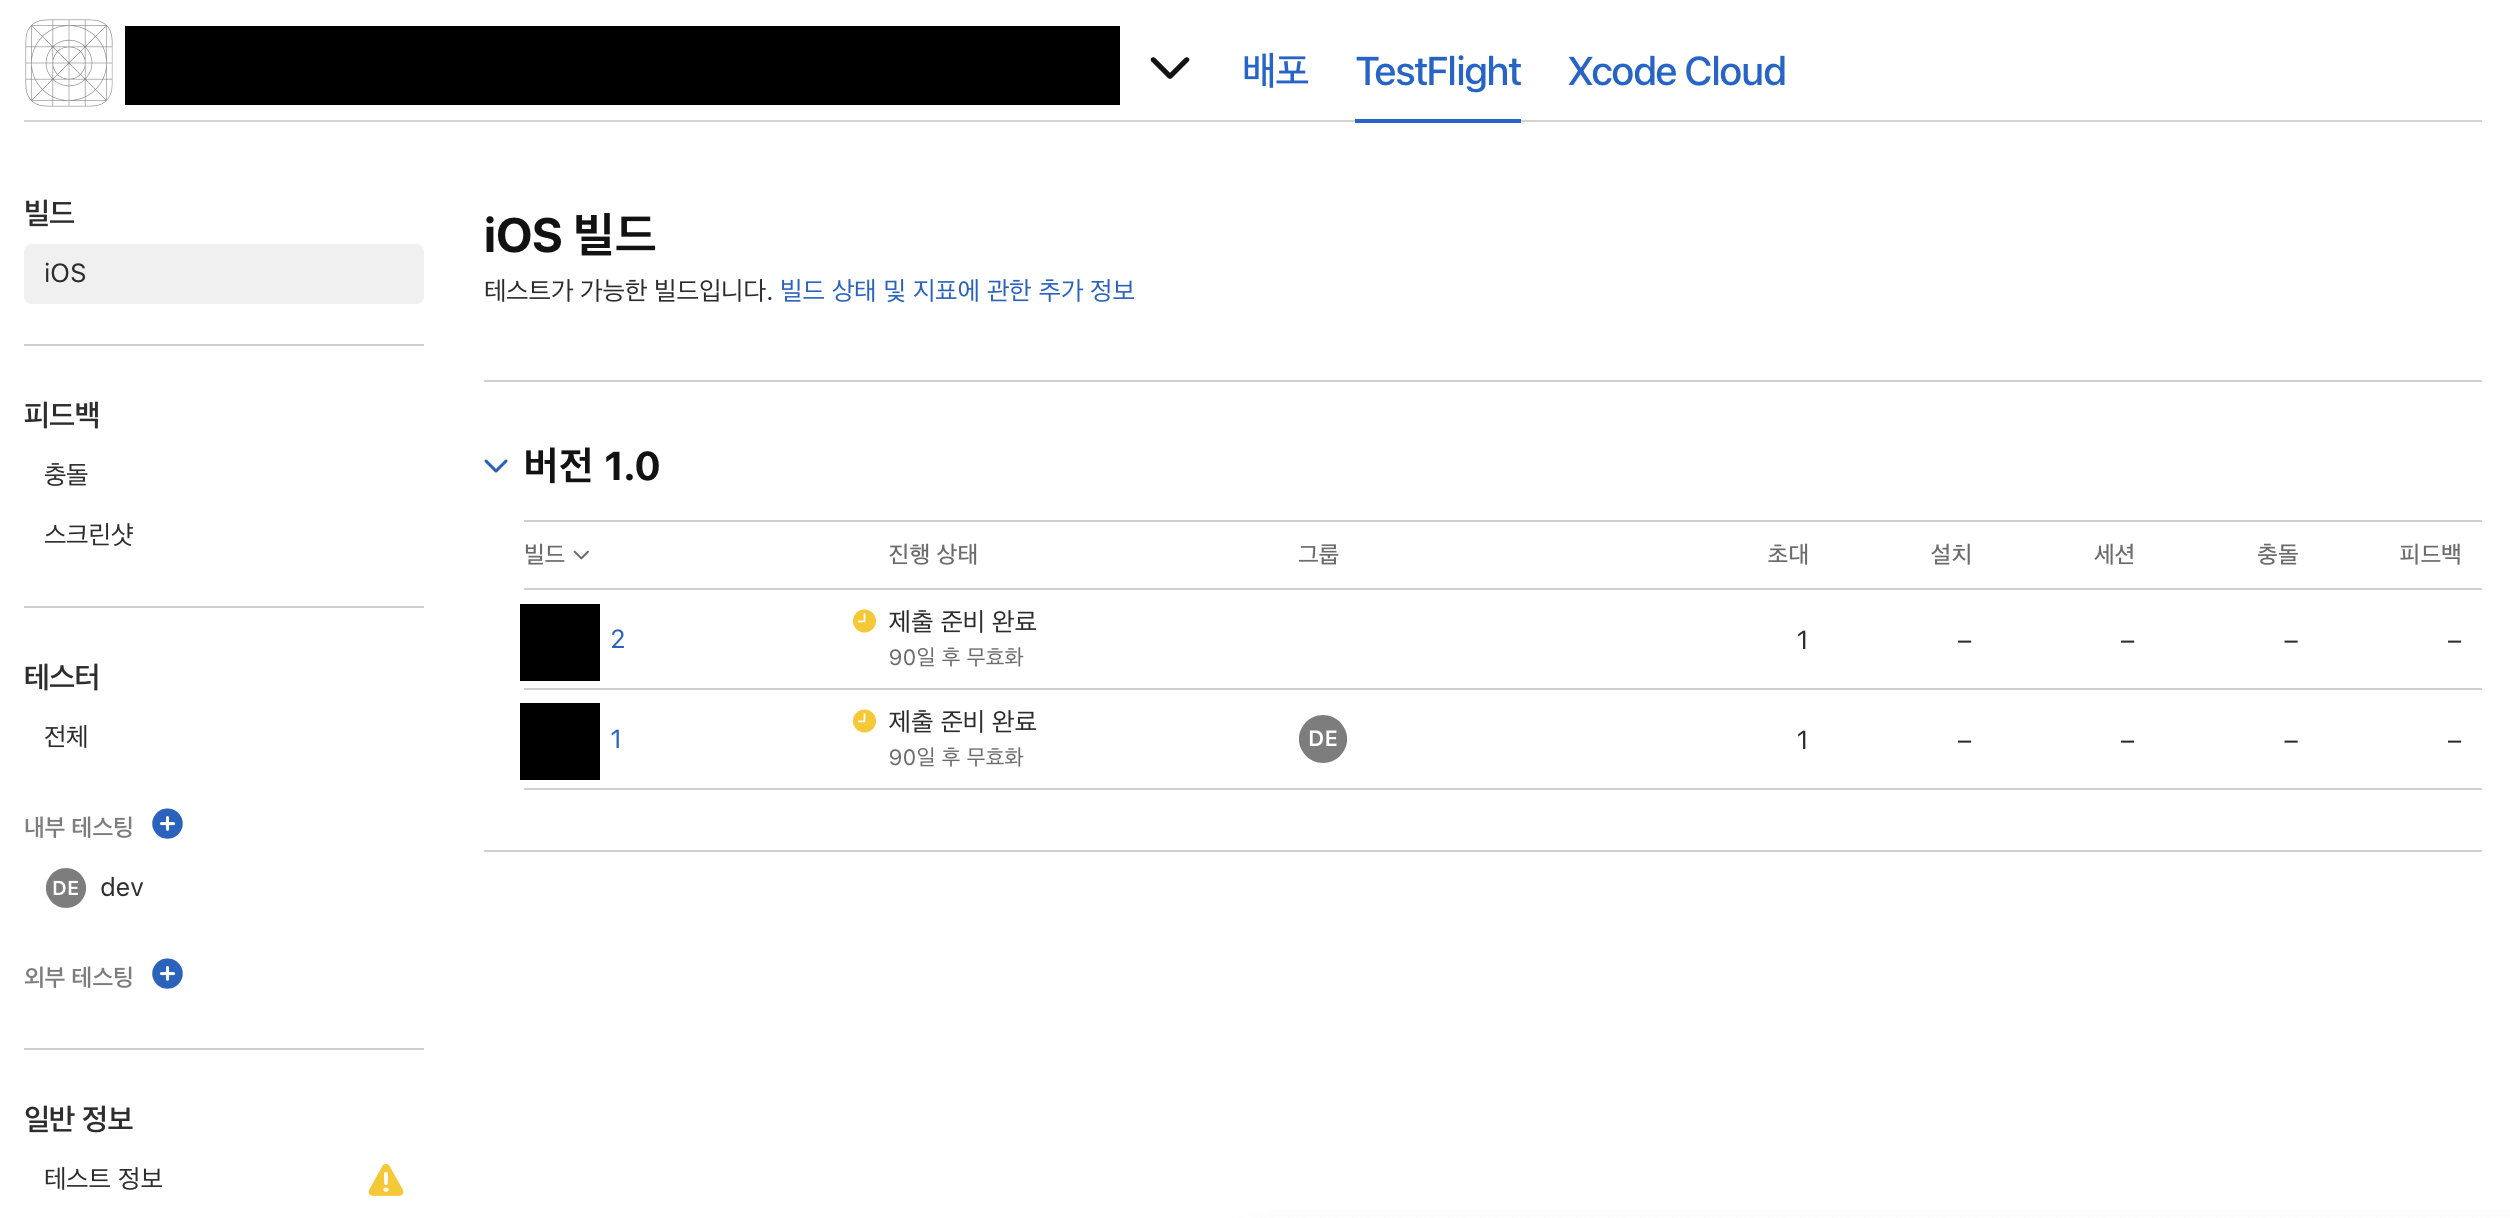 배포 TestFlight Xcode Cloud
빌드
iOS
피드백
충돌
스크린샷
테스터
전체
내부 테스팅
DE dev
외부 테스팅
일반 정보
테스트 정보
iOS 빌드
테스트가 가능한 빌드입니다. 빌드 상태 및 지표에 관한 추가 정보
버전 1.0
빌드 진행 상태 그룹 초대 설치 세션 충돌 피드백
2 제출 준비 완료 1 – – – –
90일 후 무효화
1 제출 준비 완료 DE 1 – – – –
90일 후 무효화